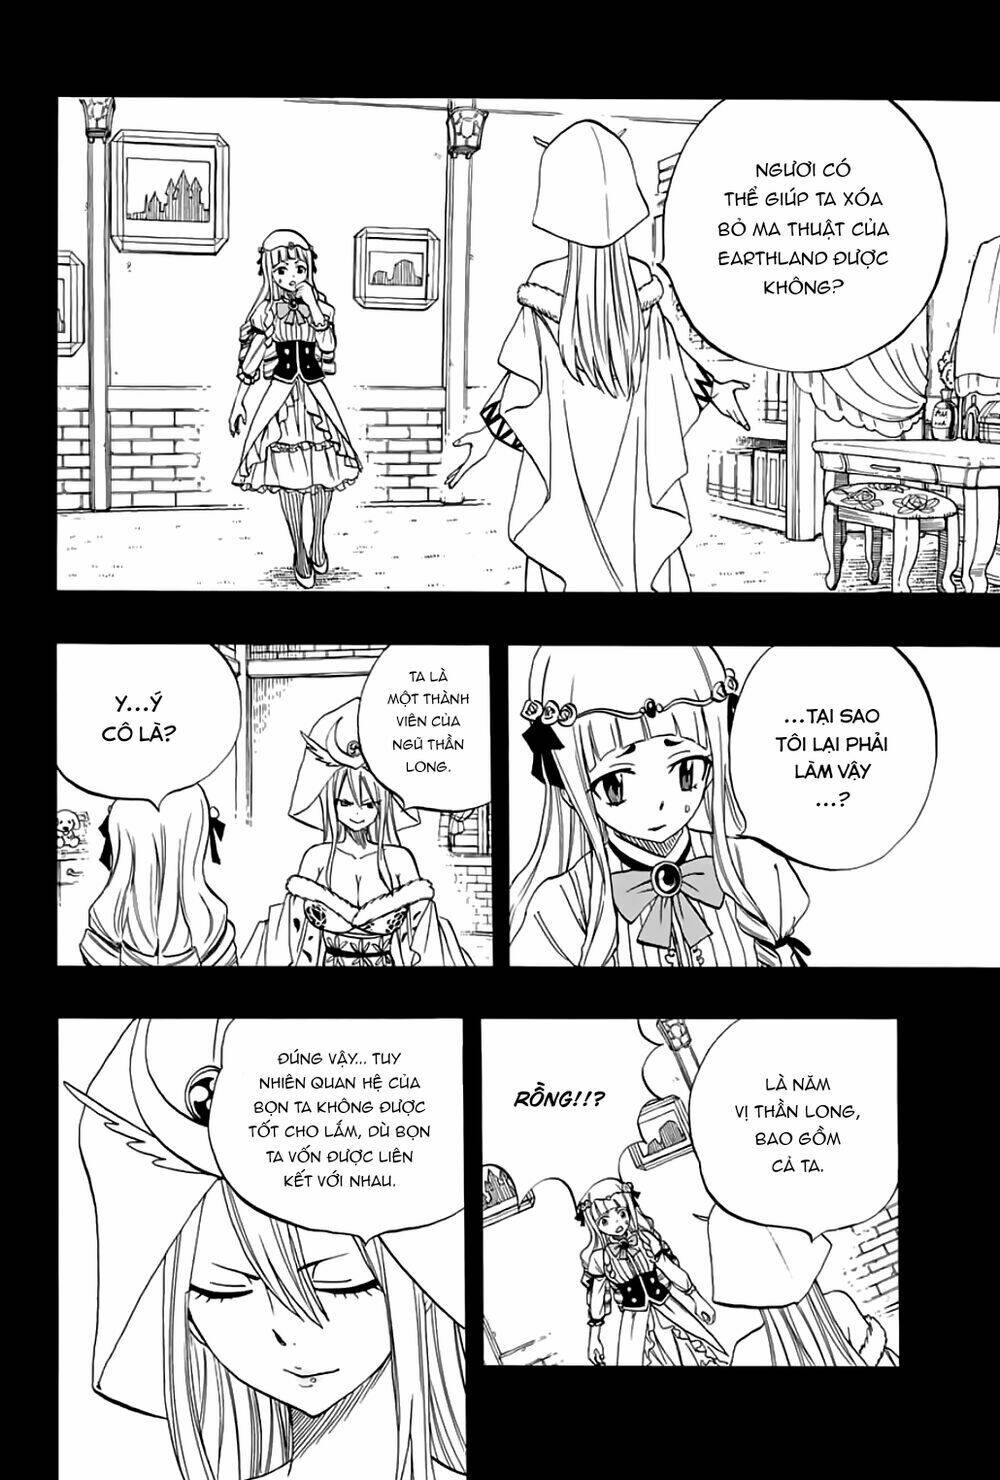 NGƯƠI CÓ
THỂ GIÚP TA XÓA
BỎ MA THUẬT CỦA
EARTHLAND ĐƯỢC
KHÔNG?
...TẠI SAO
TÔI LẠI PHẢI
LÀM VẬY
...?
TA LÀ
MỘT THÀNH
VIÊN CỦA
NGŨ THẦN
LONG.
Y...Ý
CÔ LÀ?
LÀ NĂM
VỊ THẦN LONG,
BAO GỒM
CẢ TA.
RỒNG!!?
ĐÚNG VẬY... TUY
NHIÊN QUAN HỆ CỦA
BỌN TA KHÔNG ĐƯỢC
TỐT CHO LẮM, DÙ BỌN
TA VỐN ĐƯỢC LIÊN
KẾT VỚI NHAU.